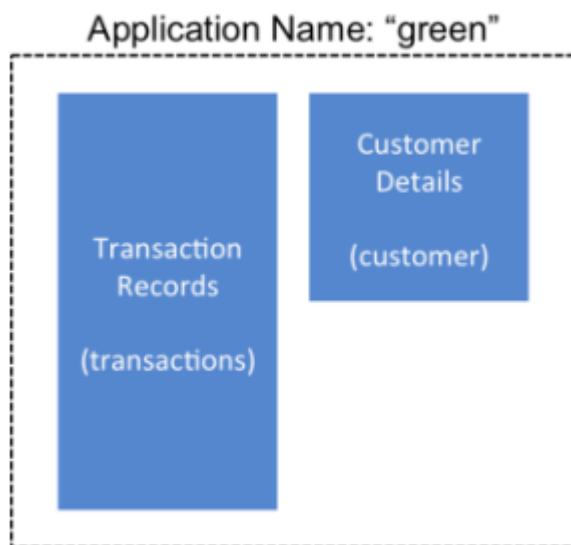 Application Name: “green”
Transaction
Records
(transactions)
Customer
Details
(customer)